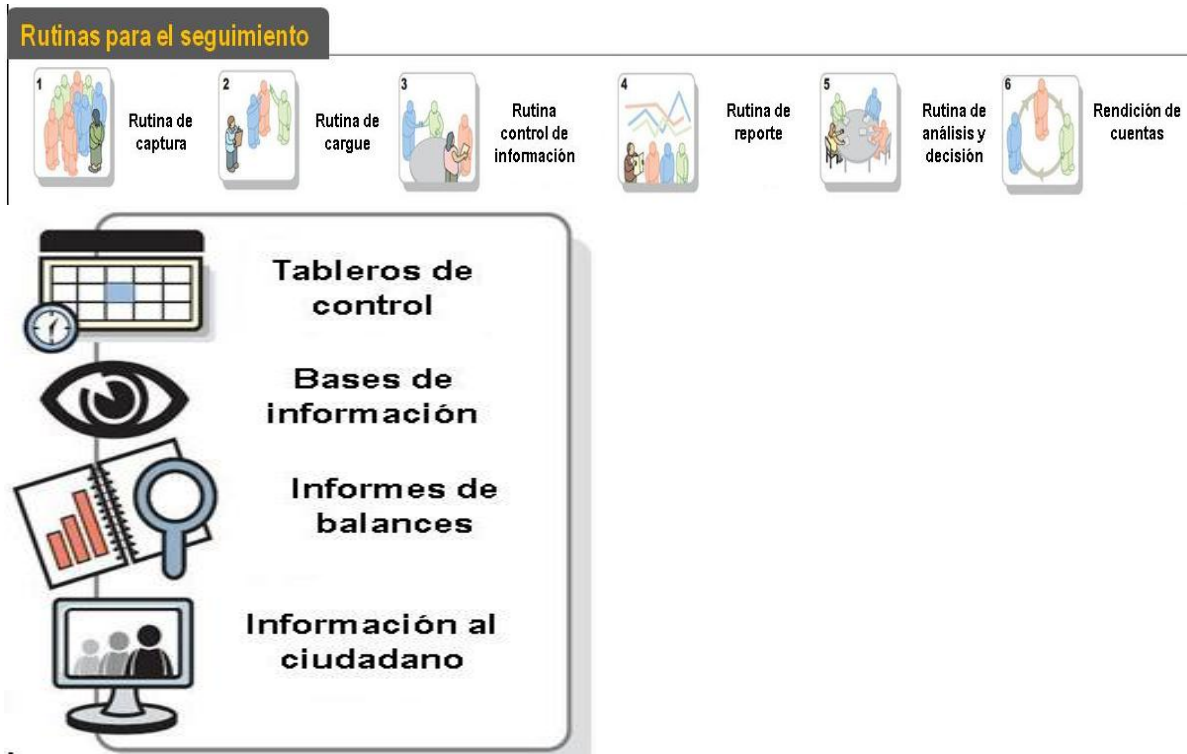 Rutinas para el seguimiento
1
Rutina de
captura
2
Rutina de
cargue
3
Rutina
control de
información
4
Rutina de
reporte
5
Rutina de
análisis y
decisión
6
Rendición de
cuentas
Tableros de
control
Bases de
información
Informes de
balances
Información al
ciudadano